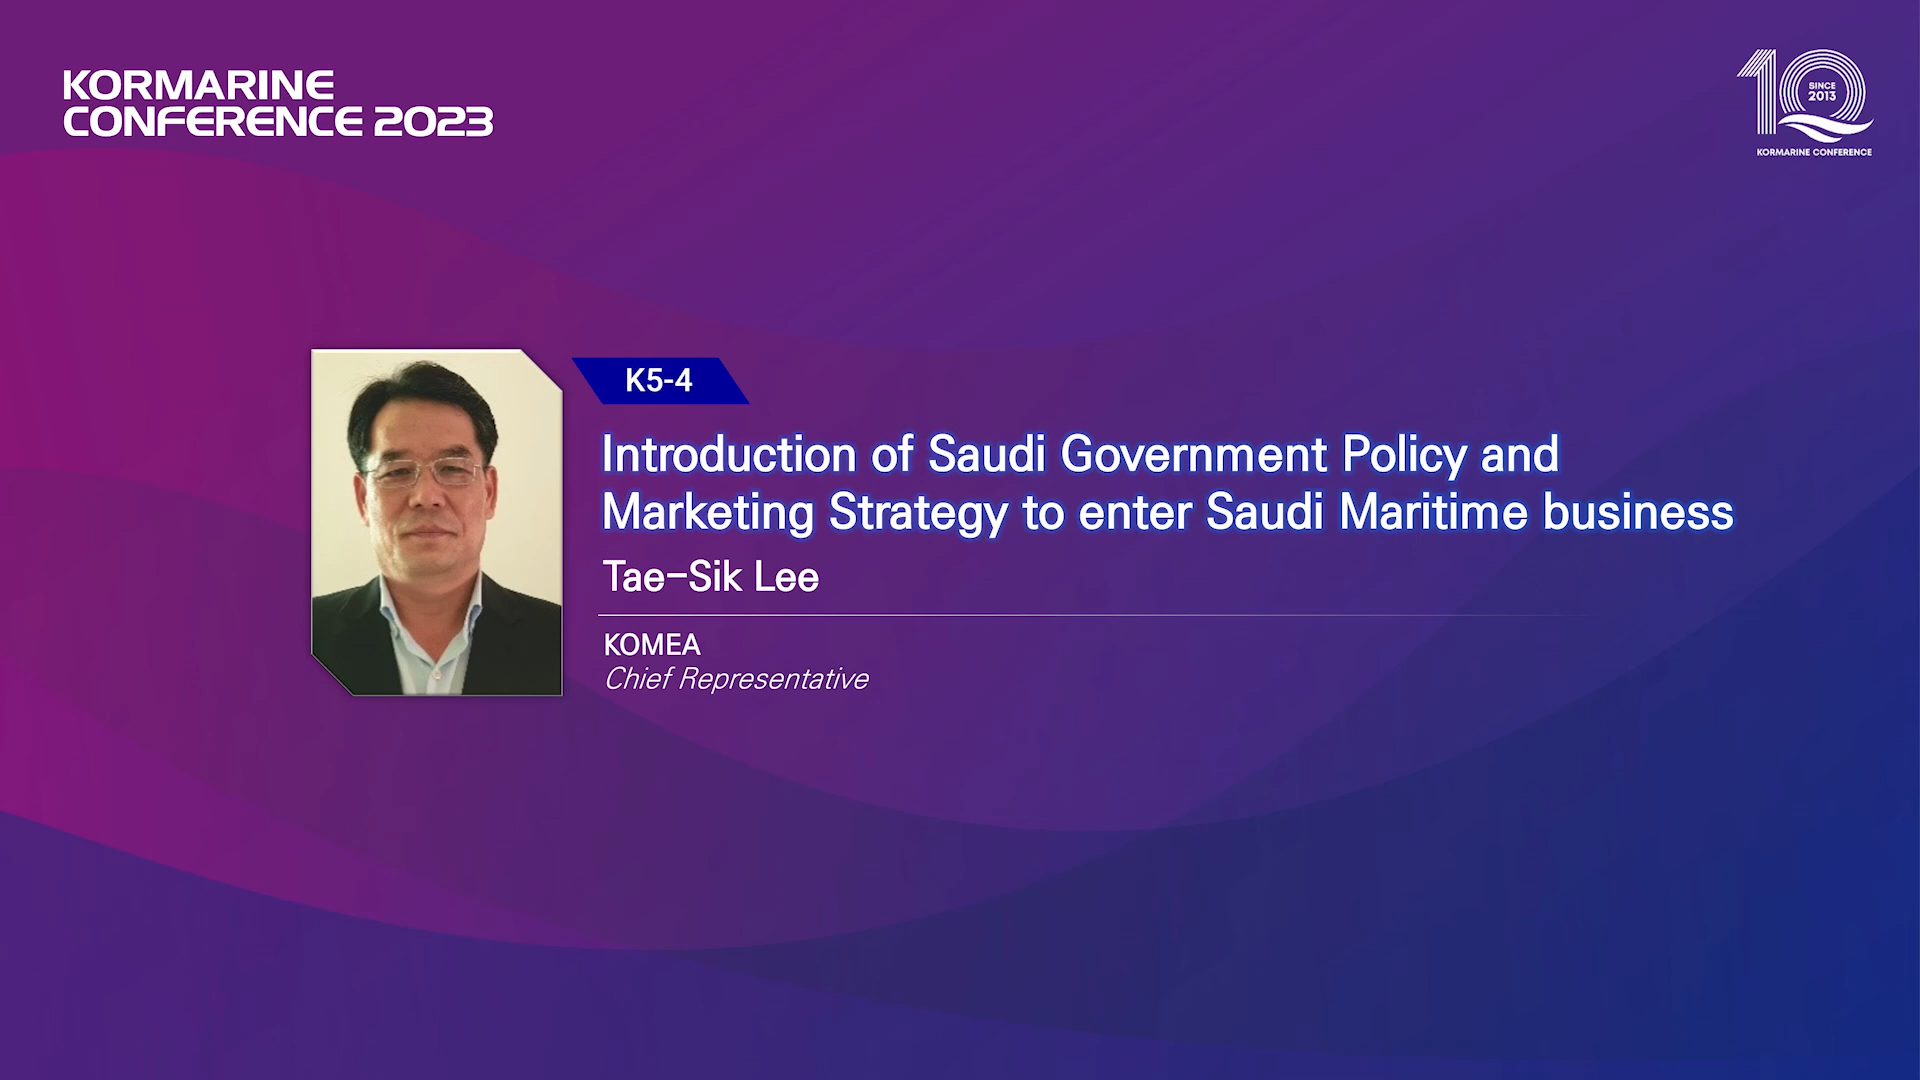 KORMARINE
CONFERENCE 2023
10
SINCE
2013
KORMARINE CONFERENCE
K5-4
Introduction of Saudi Government Policy and
Marketing Strategy to enter Saudi Maritime business
Tae-Sik Lee
KOMEA
Chief Representative